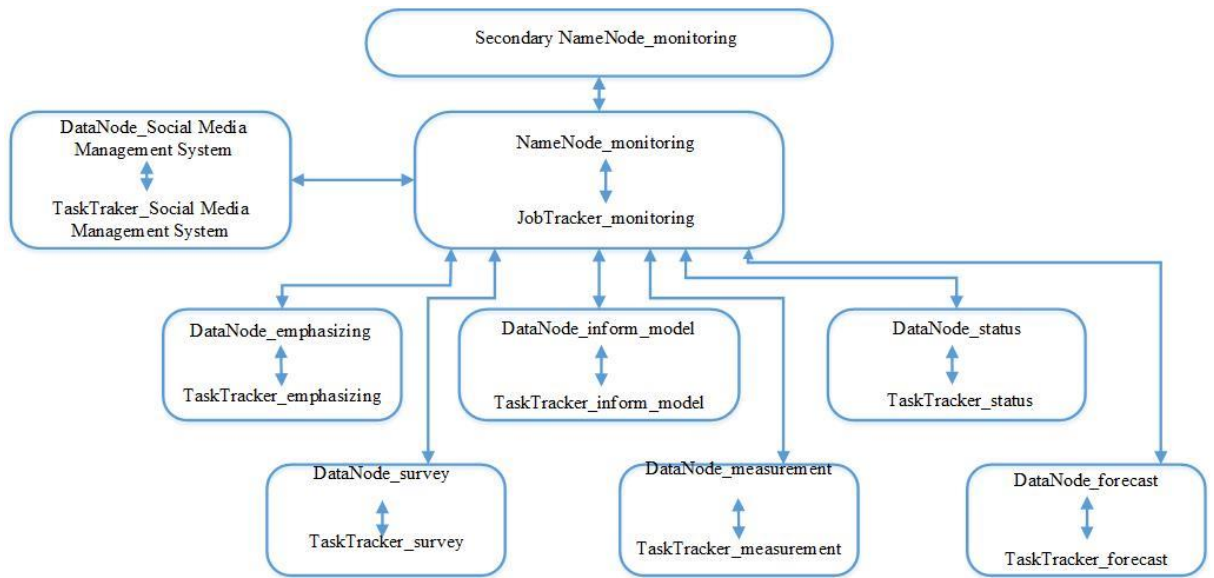 Secondary NameNode_monitoring
DataNode_Social Media
Management System
TaskTraker_Social Media
Management System
NameNode_monitoring
JobTracker_monitoring
DataNode_emphasizing
TaskTracker_emphasizing
DataNode_inform_model
TaskTracker_inform_model
DataNode_status
TaskTracker_status
DataNode_survey
TaskTracker_survey
DataNode_measurement
TaskTracker_measurement
DataNode_forecast
TaskTracker_forecast